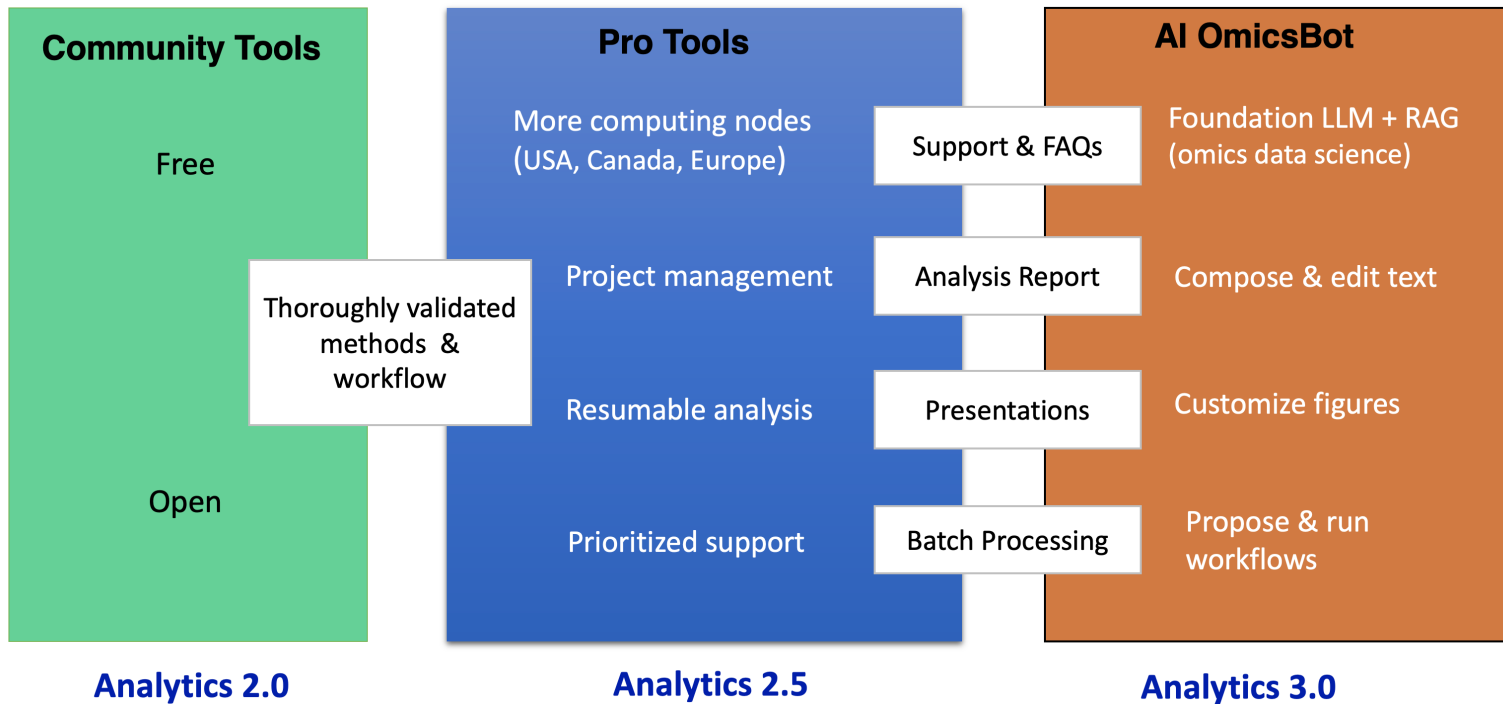 Community Tools
Free
Open
Thoroughly validated
methods & 
workflow
Pro Tools
More computing nodes
(USA, Canada, Europe)
Project management
Resumable analysis
Prioritized support
Support & FAQs
Analysis Report
Presentations
Batch Processing
AI OmicsBot
Foundation LLM + RAG
(omics data science)
Compose & edit text
Customize figures
Propose & run
workflows
Analytics 2.0
Analytics 2.5
Analytics 3.0